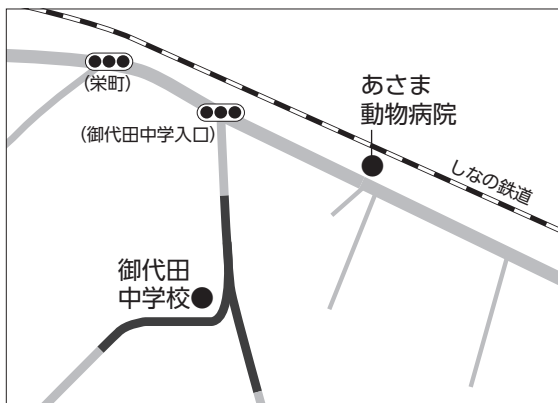 (栄町)
(御代田中学入口)
あさま
動物病院
しなの鉄道
御代田
中学校